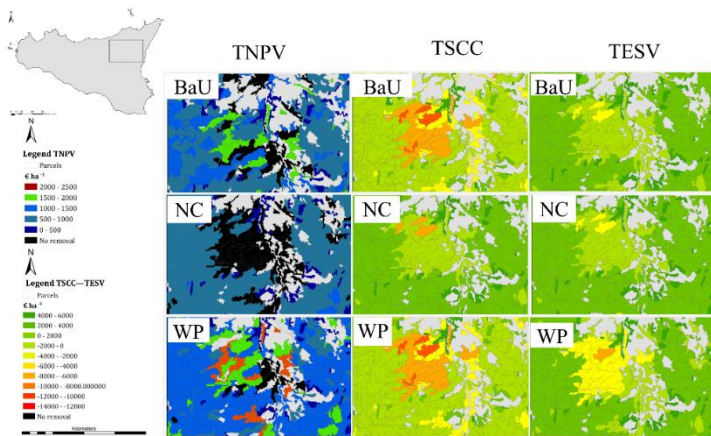 N
TNPV
TSCC
TESV
BaU
BaU
BaU
N
Legend TNPV
Parcels
€ ha⁻¹
2000 - 2500
1500 - 2000
1000 - 1500
500 - 1000
0 - 500
No removal
NC
NC
NC
N
Legend TSCC—TESV
Parcels
€ ha⁻¹
4000 - 6000
2000 - 4000
0 - 2000
-2000 - 0
-4000 - -2000
-6000 - -4000
-8000 - -6000
-10000 - -8000.000000
-12000 - -10000
-14000 - -12000
No removal
WP
WP
WP
Kilometers